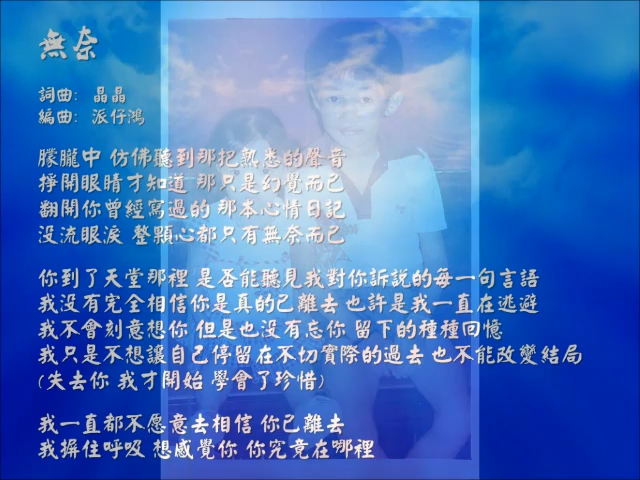 無奈
詞曲: 晶晶
編曲: 派仔鴻
朦朧中 仿佛聽到那把熟悉的聲音
掙開眼睛才知道 那只是幻覺而已
翻開你曾經寫過的 那本心情日記
沒流眼淚 整顆心都只有無奈而已
你到了天堂那裡 是否能聽見我對你訴說的每一句言語
我沒有完全相信你是真的已離去 也許是我一直在逃避
我不會刻意想你 但是也沒有忘你 留下的種種回憶
我只是不想讓自己停留在不切實際的過去 也不能改變結局
(失去你 我才開始 學會了珍惜)
我一直都不愿意去相信 你已離去
我摒住呼吸 想感覺你 你究竟在哪裡